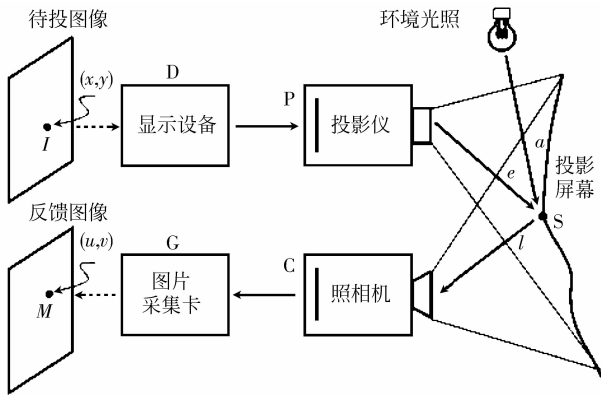 待投图像
环境光照
(x,y)
D
P
I
显示设备
投影仪
a
e
投影
屏幕
S
反馈图像
(u,v)
G
C
l
M
图片
采集卡
照相机